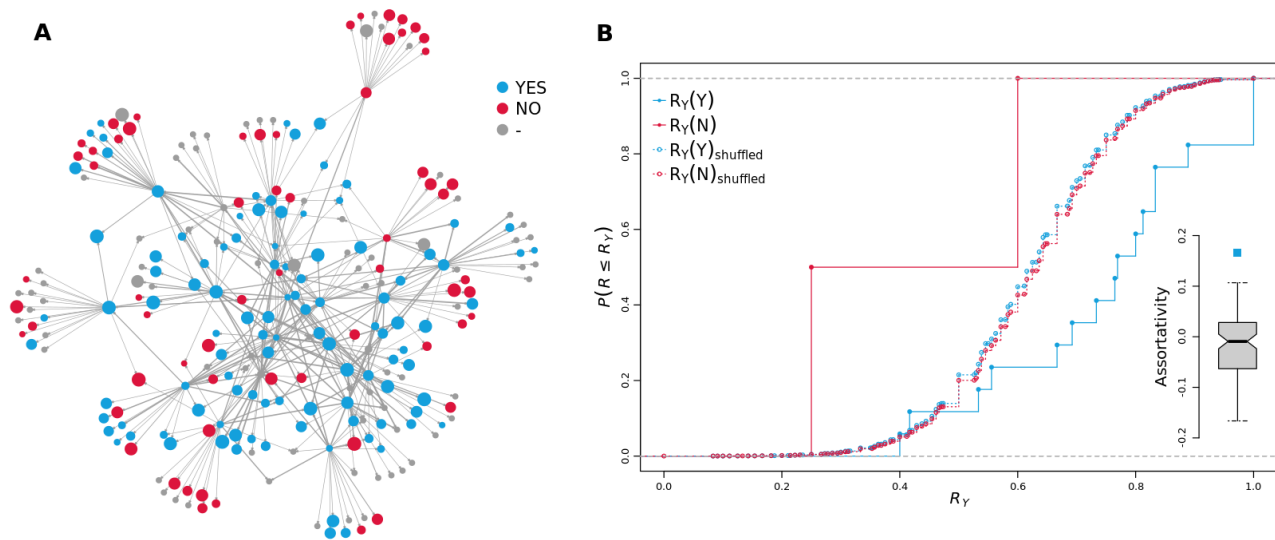 A
YES
NO
-
B
P(R ≤ R_Y)
1.0
0.8
0.6
0.4
0.2
0.0
R_Y(Y)
R_Y(N)
R_Y(Y)_shuffled
R_Y(N)_shuffled
Assortativity
0.2
0.1
0.0
-0.1
-0.2
0.0 0.2 0.4 0.6 0.8 1.0
R_Y